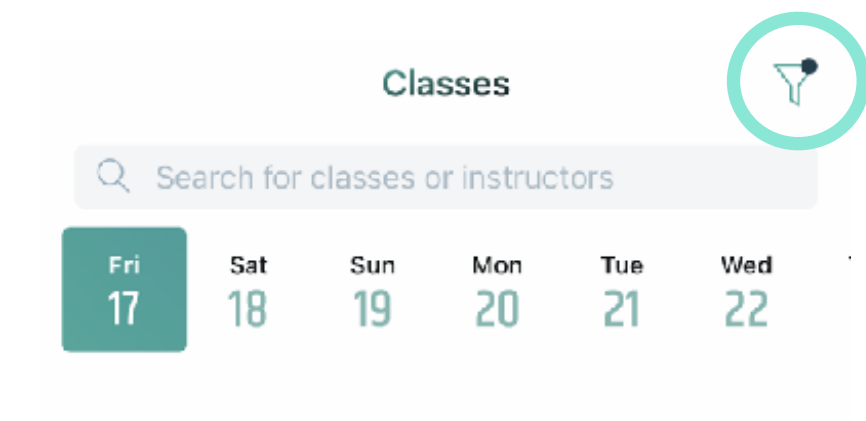 Classes
Search for classes or instructors
Fri Sat Sun Mon Tue Wed
17 18 19 20 21 22